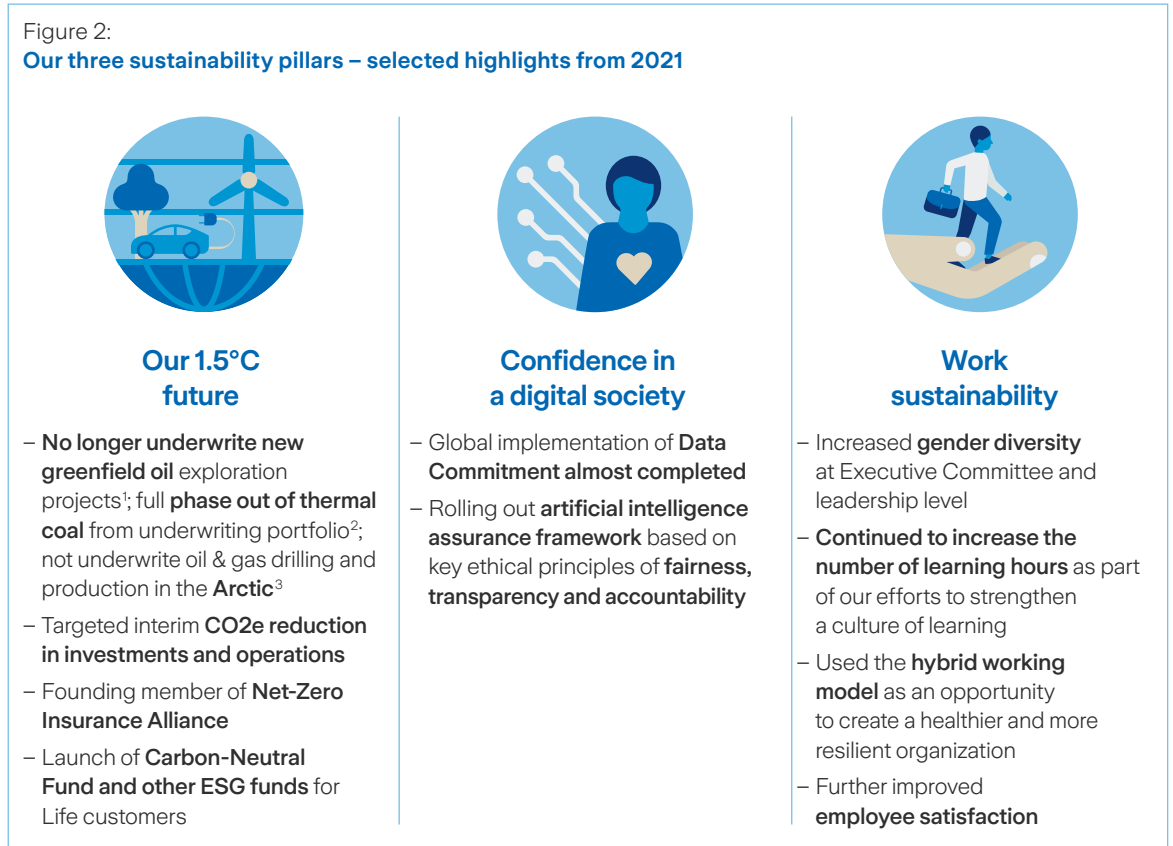 Figure 2:
Our three sustainability pillars – selected highlights from 2021
Our 1.5°C
future
– No longer underwrite new
greenfield oil exploration
projects¹; full phase out of thermal
coal from underwriting portfolio²;
not underwrite oil & gas drilling and
production in the Arctic³
– Targeted interim CO2e reduction
in investments and operations
– Founding member of Net-Zero
Insurance Alliance
– Launch of Carbon-Neutral
Fund and other ESG funds for
Life customers
Confidence in
a digital society
– Global implementation of Data
Commitment almost completed
– Rolling out artificial intelligence
assurance framework based on
key ethical principles of fairness,
transparency and accountability
Work
sustainability
– Increased gender diversity
at Executive Committee and
leadership level
– Continued to increase the
number of learning hours as part
of our efforts to strengthen
a culture of learning
– Used the hybrid working
model as an opportunity
to create a healthier and more
resilient organization
– Further improved
employee satisfaction